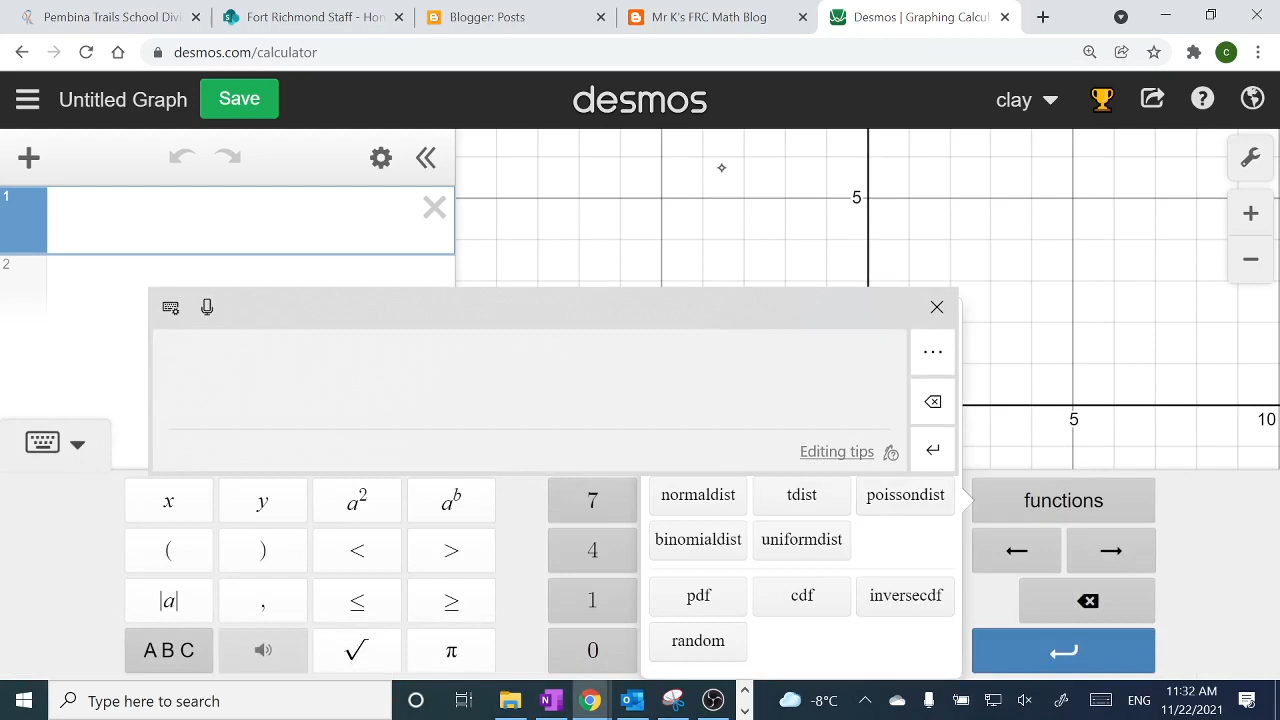 Pembina Trails School Divi
Fort Richmond Staff - Hon
Blogger: Posts
Mr K's FRC Math Blog
Desmos | Graphing Calcul
desmos.com/calculator
c
Untitled Graph
Save
desmos
clay
1
2
5
5
10
Editing tips
x
y
a²
aᵇ
7
normaldist
tdist
poissondist
functions
(
)
<
>
4
binomialdist
uniformdist
|a|
,
≤
≥
1
pdf
cdf
inversecdf
A B C
√
π
0
random
Type here to search
-8°C
ENG
11:32 AM
11/22/2021